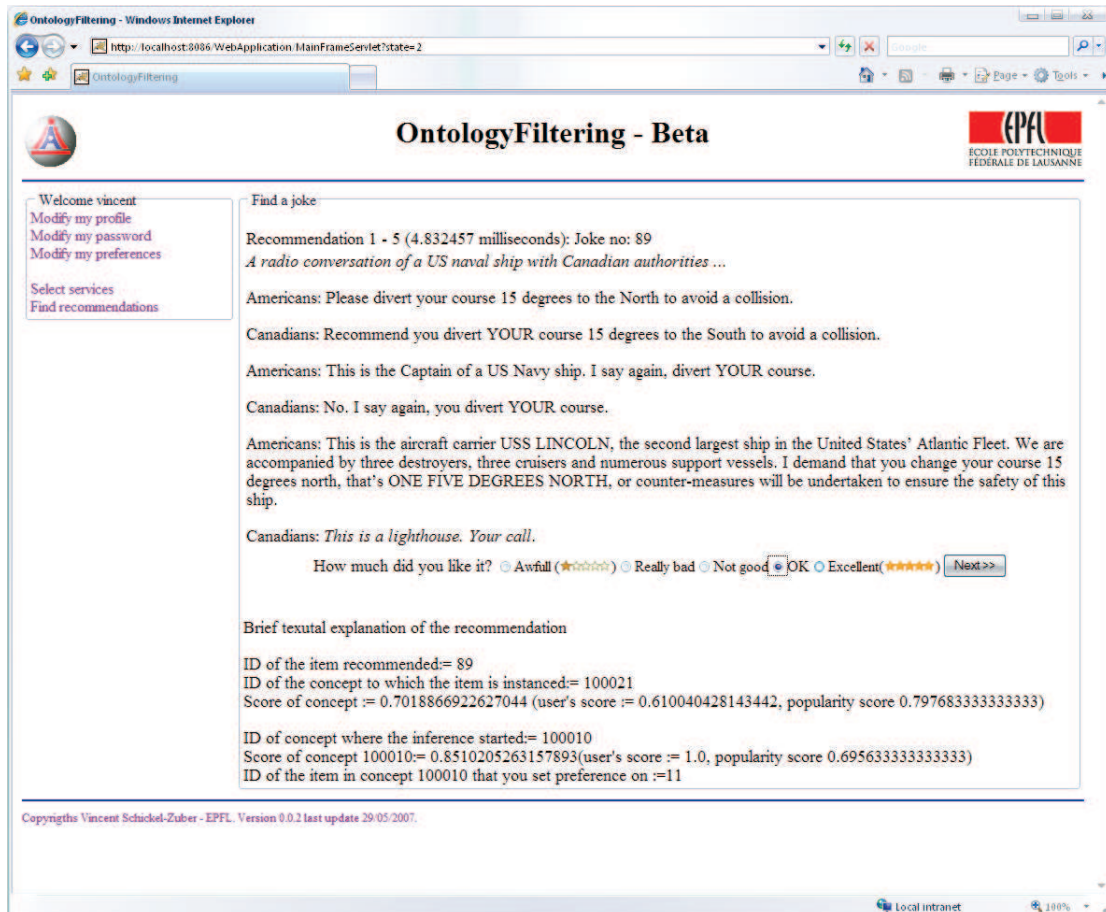 OntologyFiltering - Windows Internet Explorer
http://localhost:8086/WebApplication/MainFrameServlet?state=2
Google
OntologyFiltering
Page
Tools
OntologyFiltering - Beta
EPFL
ÉCOLE POLYTECHNIQUE
FÉDÉRALE DE LAUSANNE
Welcome vincent
Modify my profile
Modify my password
Modify my preferences
Select services
Find recommendations
Find a joke
Recommendation 1 - 5 (4.832457 milliseconds): Joke no: 89
A radio conversation of a US naval ship with Canadian authorities ...
Americans: Please divert your course 15 degrees to the North to avoid a collision.
Canadians: Recommend you divert YOUR course 15 degrees to the South to avoid a collision.
Americans: This is the Captain of a US Navy ship. I say again, divert YOUR course.
Canadians: No. I say again, you divert YOUR course.
Americans: This is the aircraft carrier USS LINCOLN, the second largest ship in the United States' Atlantic Fleet. We are
accompanied by three destroyers, three cruisers and numerous support vessels. I demand that you change your course 15
degrees north, that's ONE FIVE DEGREES NORTH, or counter-measures will be undertaken to ensure the safety of this
ship.
Canadians: This is a lighthouse. Your call.
How much did you like it? Awfull (★☆☆☆☆) Really bad Not good OK Excellent(★★★★★) Next>>
Brief texutal explanation of the recommendation
ID of the item recommended:= 89
ID of the concept to which the item is instanced:= 100021
Score of concept := 0.7018866922627044 (user's score := 0.610040428143442, popularity score 0.797683333333333)
ID of concept where the inference started:= 100010
Score of concept 100010:= 0.8510205263157893(user's score := 1.0, popularity score 0.695633333333333)
ID of the item in concept 100010 that you set preference on :=11
Copyrigths Vincent Schickel-Zuber - EPFL. Version 0.0.2 last update 29/05/2007.
Local intranet
100%